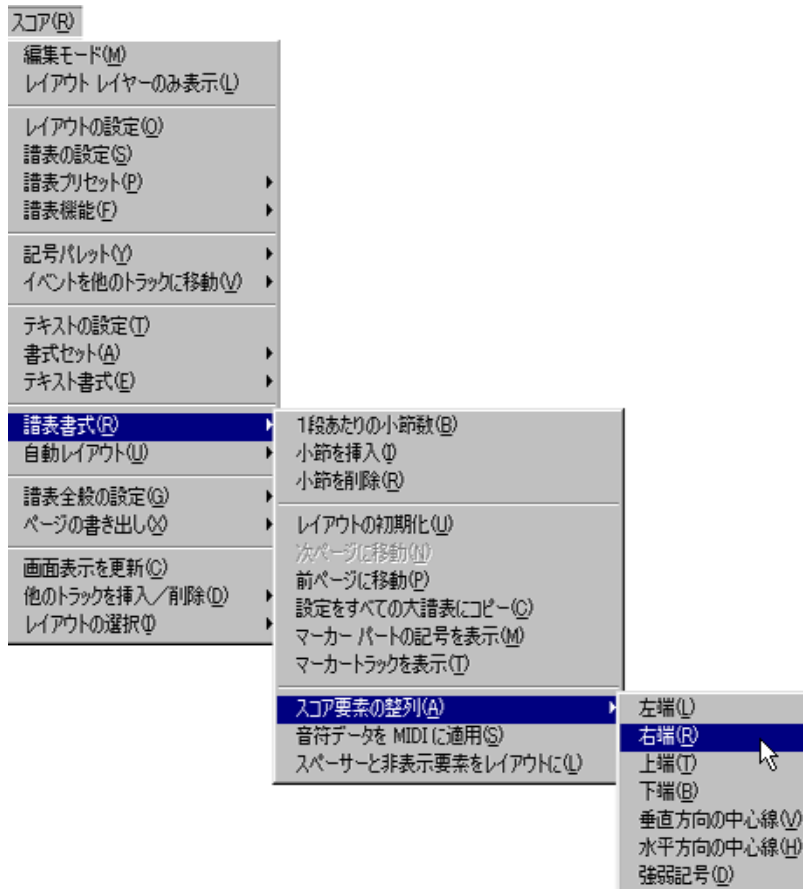 スコア(R)
編集モード(M)
レイアウト レイヤーのみ表示(L)
レイアウトの設定(O)
譜表の設定(S)
譜表プリセット(P)
譜表機能(F)
記号パレット(Y)
イベントを他のトラックに移動(V)
テキストの設定(T)
書式セット(A)
テキスト書式(E)
譜表書式(R)
自動レイアウト(U)
譜表全般の設定(G)
ページの書き出し(X)
画面表示を更新(C)
他のトラックを挿入／削除(D)
レイアウトの選択(I)
1段あたりの小節数(B)
小節を挿入(I)
小節を削除(R)
レイアウトの初期化(U)
次ページに移動(N)
前ページに移動(P)
設定をすべての大譜表にコピー(C)
マーカー パートの記号を表示(M)
マーカートラックを表示(T)
スコア要素の整列(A)
音符データを MIDI に適用(S)
スペーサーと非表示要素をレイアウトに(L)
左端(L)
右端(R)
上端(T)
下端(B)
垂直方向の中心線(V)
水平方向の中心線(H)
強弱記号(D)